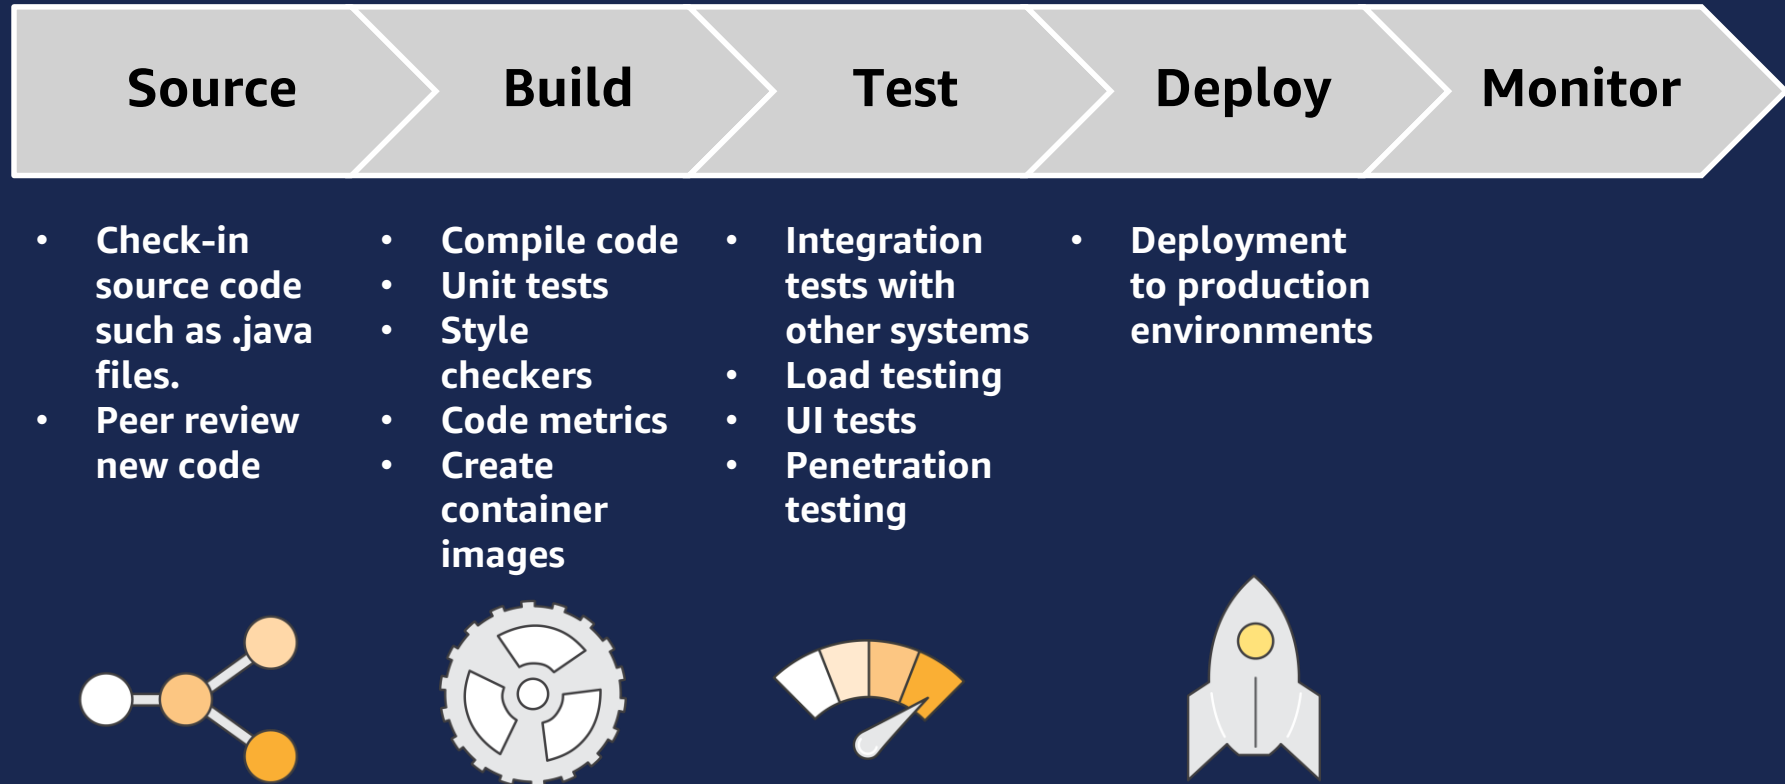 Source
Build
Test
Deploy
Monitor
• Check-in
source code
such as .java
files.
• Peer review
new code
• Compile code
• Unit tests
• Style
checkers
• Code metrics
• Create
container
images
• Integration
tests with
other systems
• Load testing
• UI tests
• Penetration
testing
• Deployment
to production
environments